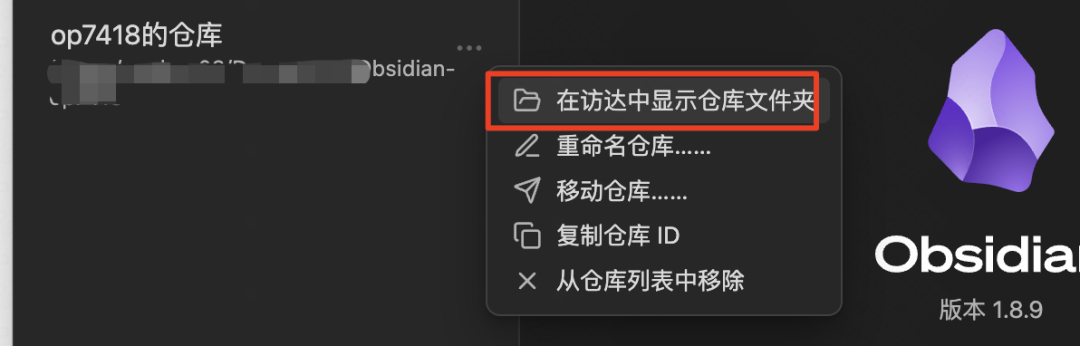 op7418的仓库
Obsidian-
在访达中显示仓库文件夹
重命名仓库……
移动仓库……
复制仓库 ID
从仓库列表中移除
Obsidian
版本 1.8.9